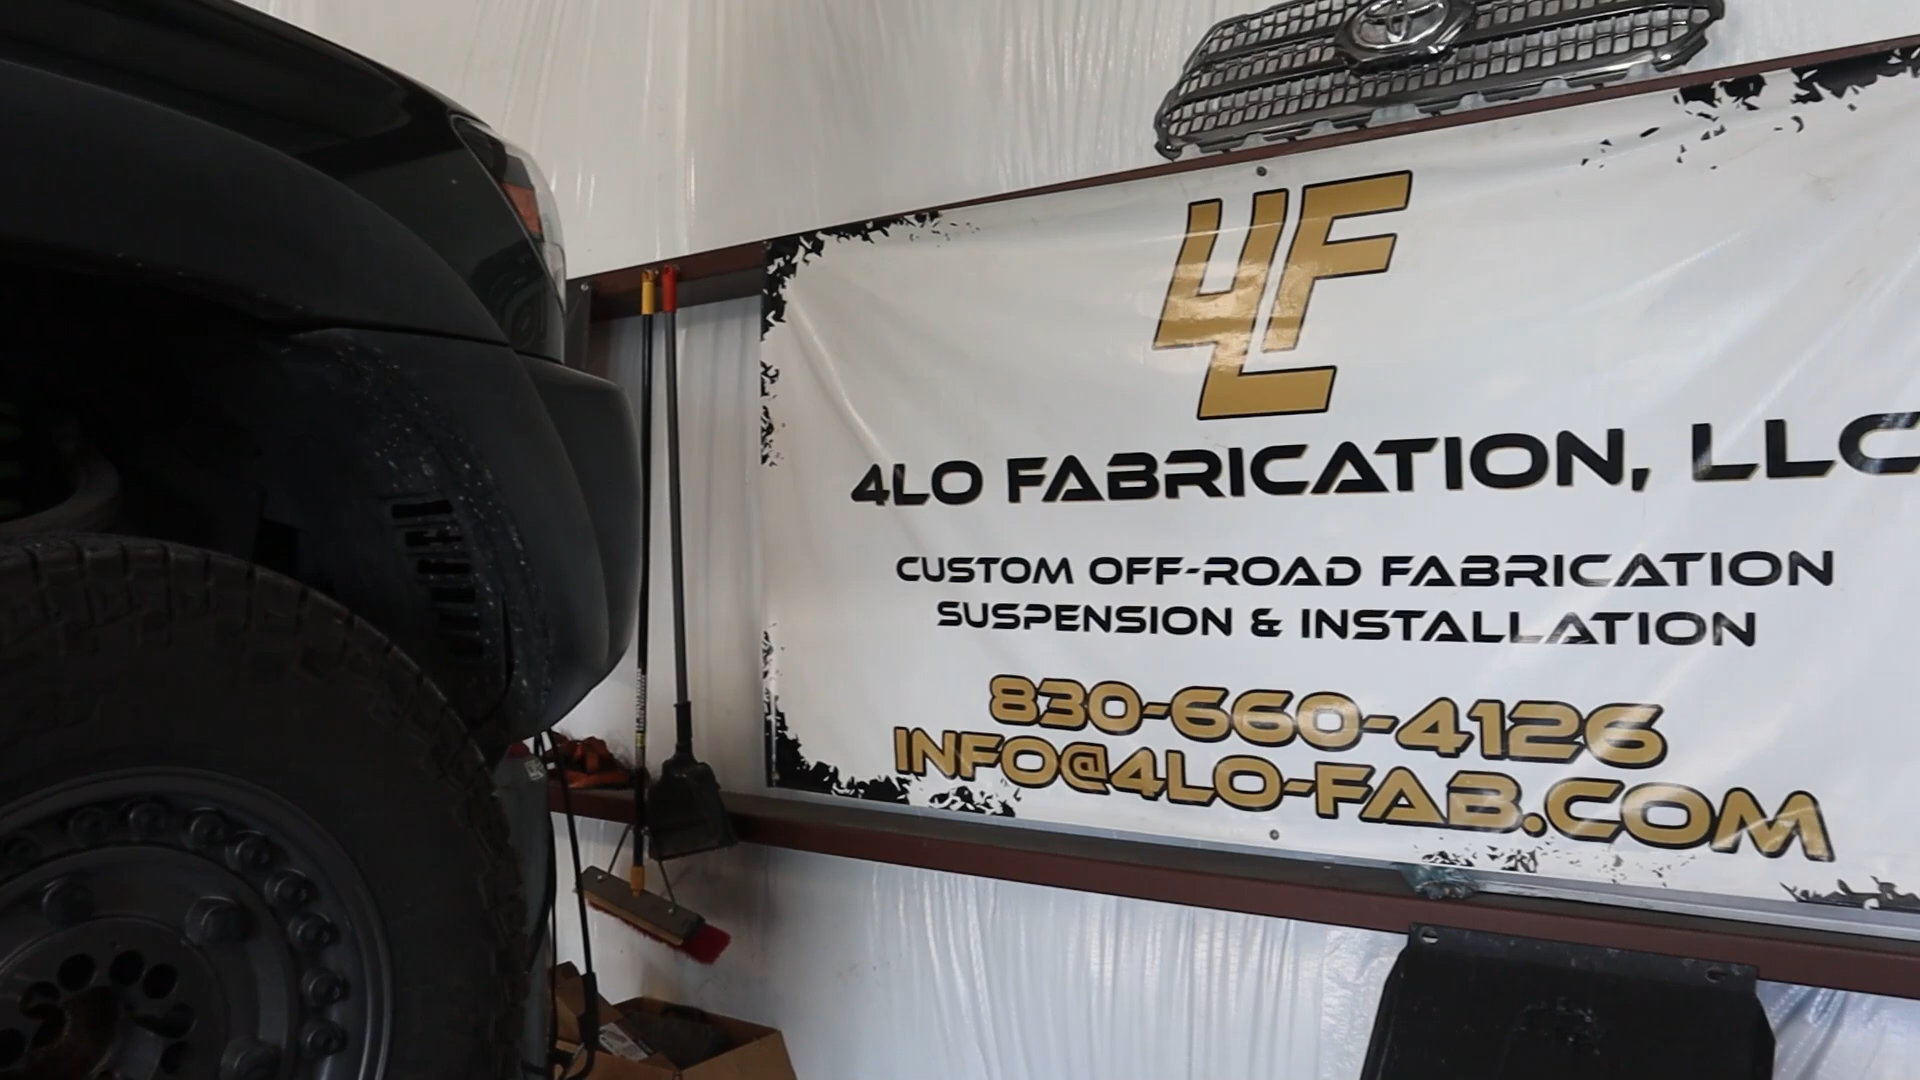 4LF
4LO FABRICATION, LLC
CUSTOM OFF-ROAD FABRICATION
SUSPENSION & INSTALLATION
830-660-4126
INFO@4LO-FAB.COM